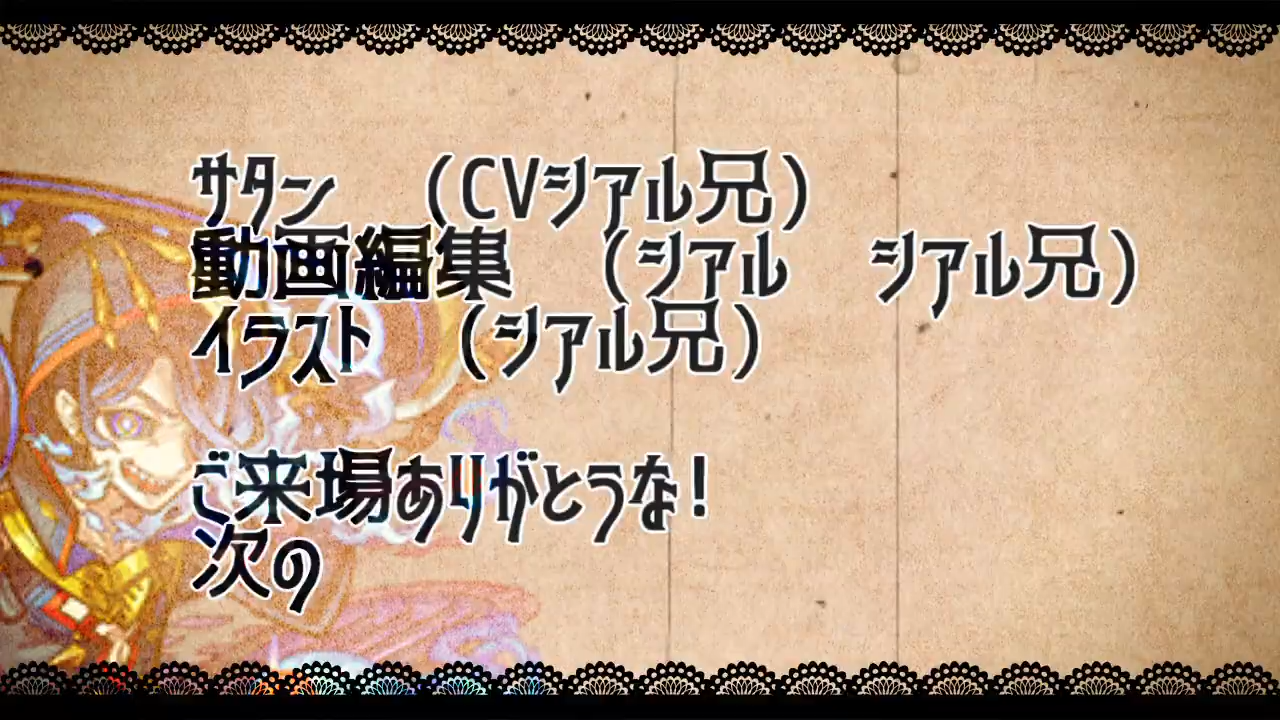 サタン　（CVシアル兄）
動画編集　（シアル　シアル兄）
イラスト　（シアル兄）
ご来場ありがとうな！
次の